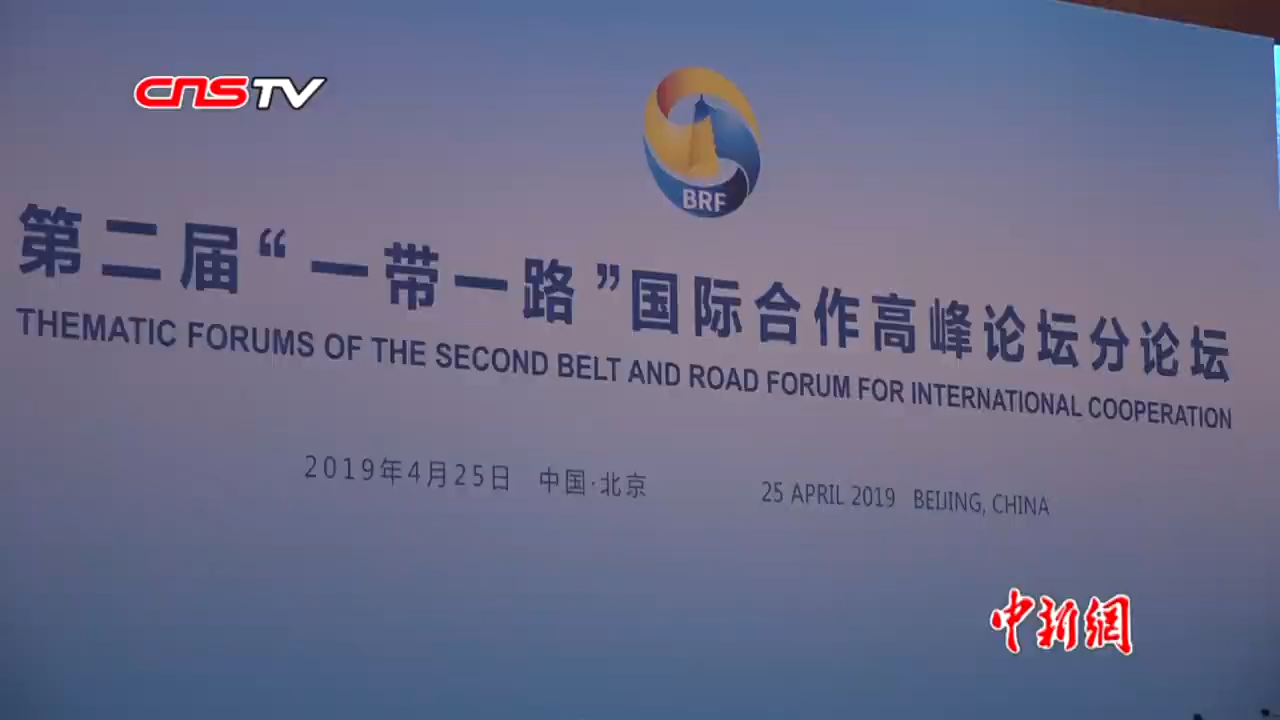 CNSTV
BRF
第二届“一带一路”国际合作高峰论坛分论坛
THEMATIC FORUMS OF THE SECOND BELT AND ROAD FORUM FOR INTERNATIONAL COOPERATION
2019年4月25日 中国·北京 25 APRIL 2019 BEIJING, CHINA
中新網